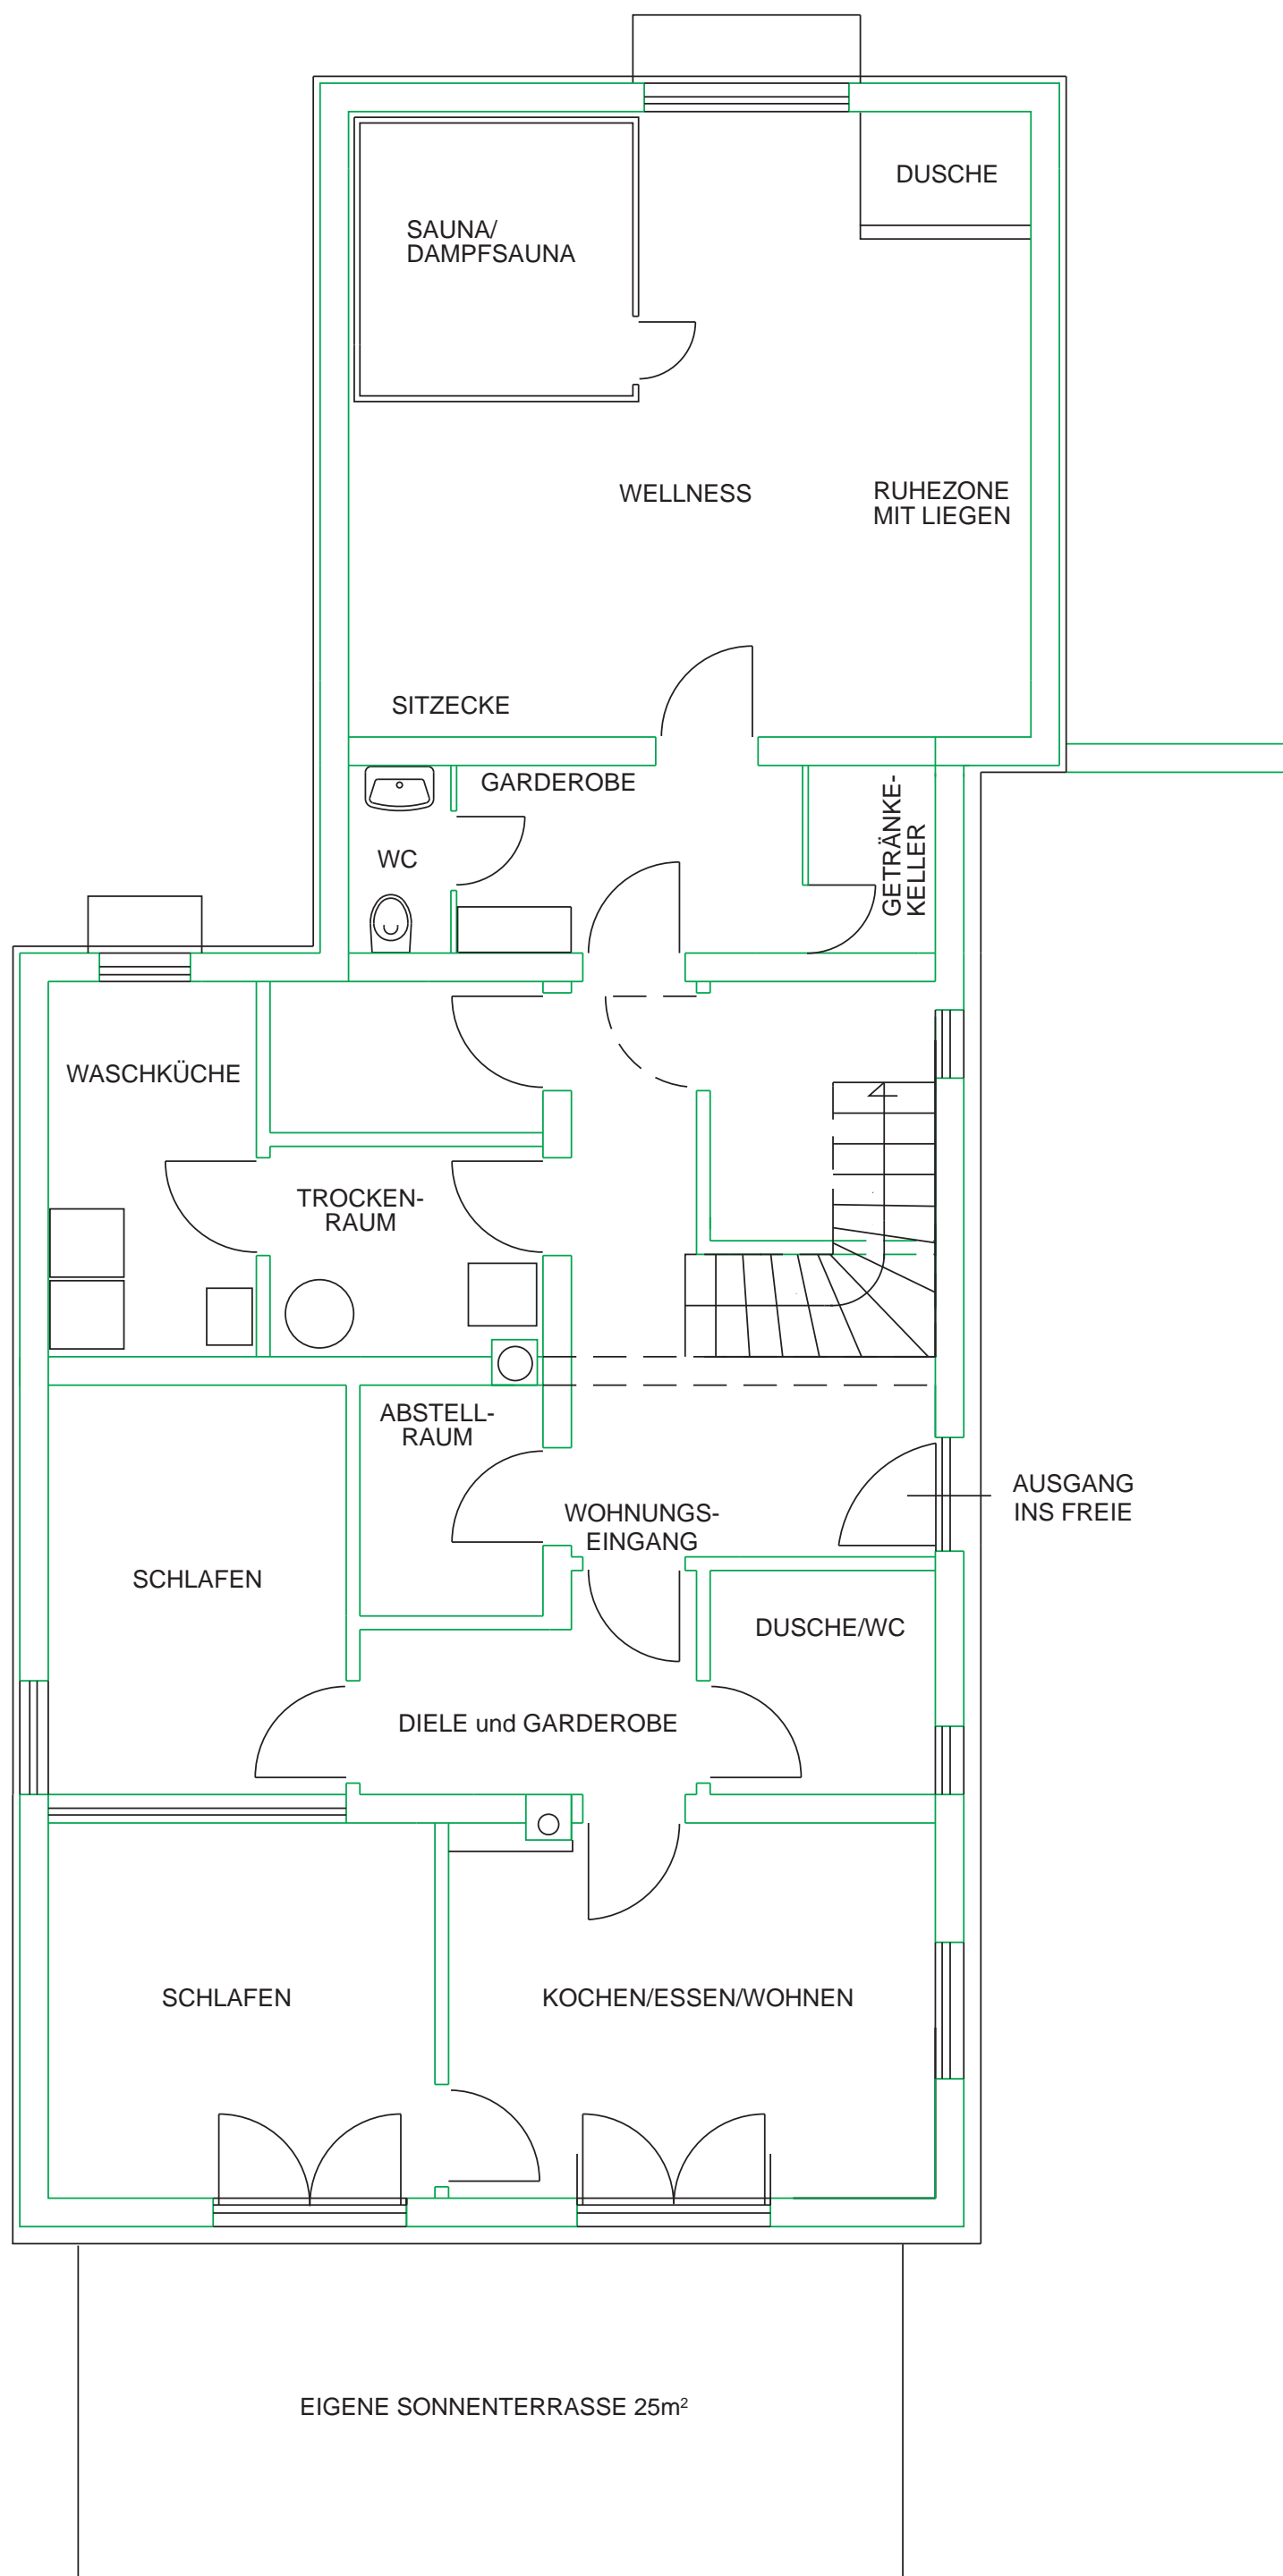 DUSCHE
SAUNA/
DAMPFSAUNA
WELLNESS
RUHEZONE
MIT LIEGEN
SITZECKE
GARDEROBE
GETRÄNKE-
KELLER
WC
WASCHKÜCHE
TROCKEN-
RAUM
ABSTELL-
RAUM
WOHNUNGS-
EINGANG
AUSGANG
INS FREIE
SCHLAFEN
DUSCHE/WC
DIELE und GARDEROBE
SCHLAFEN
KOCHEN/ESSEN/WOHNEN
EIGENE SONNENTERRASSE 25m²